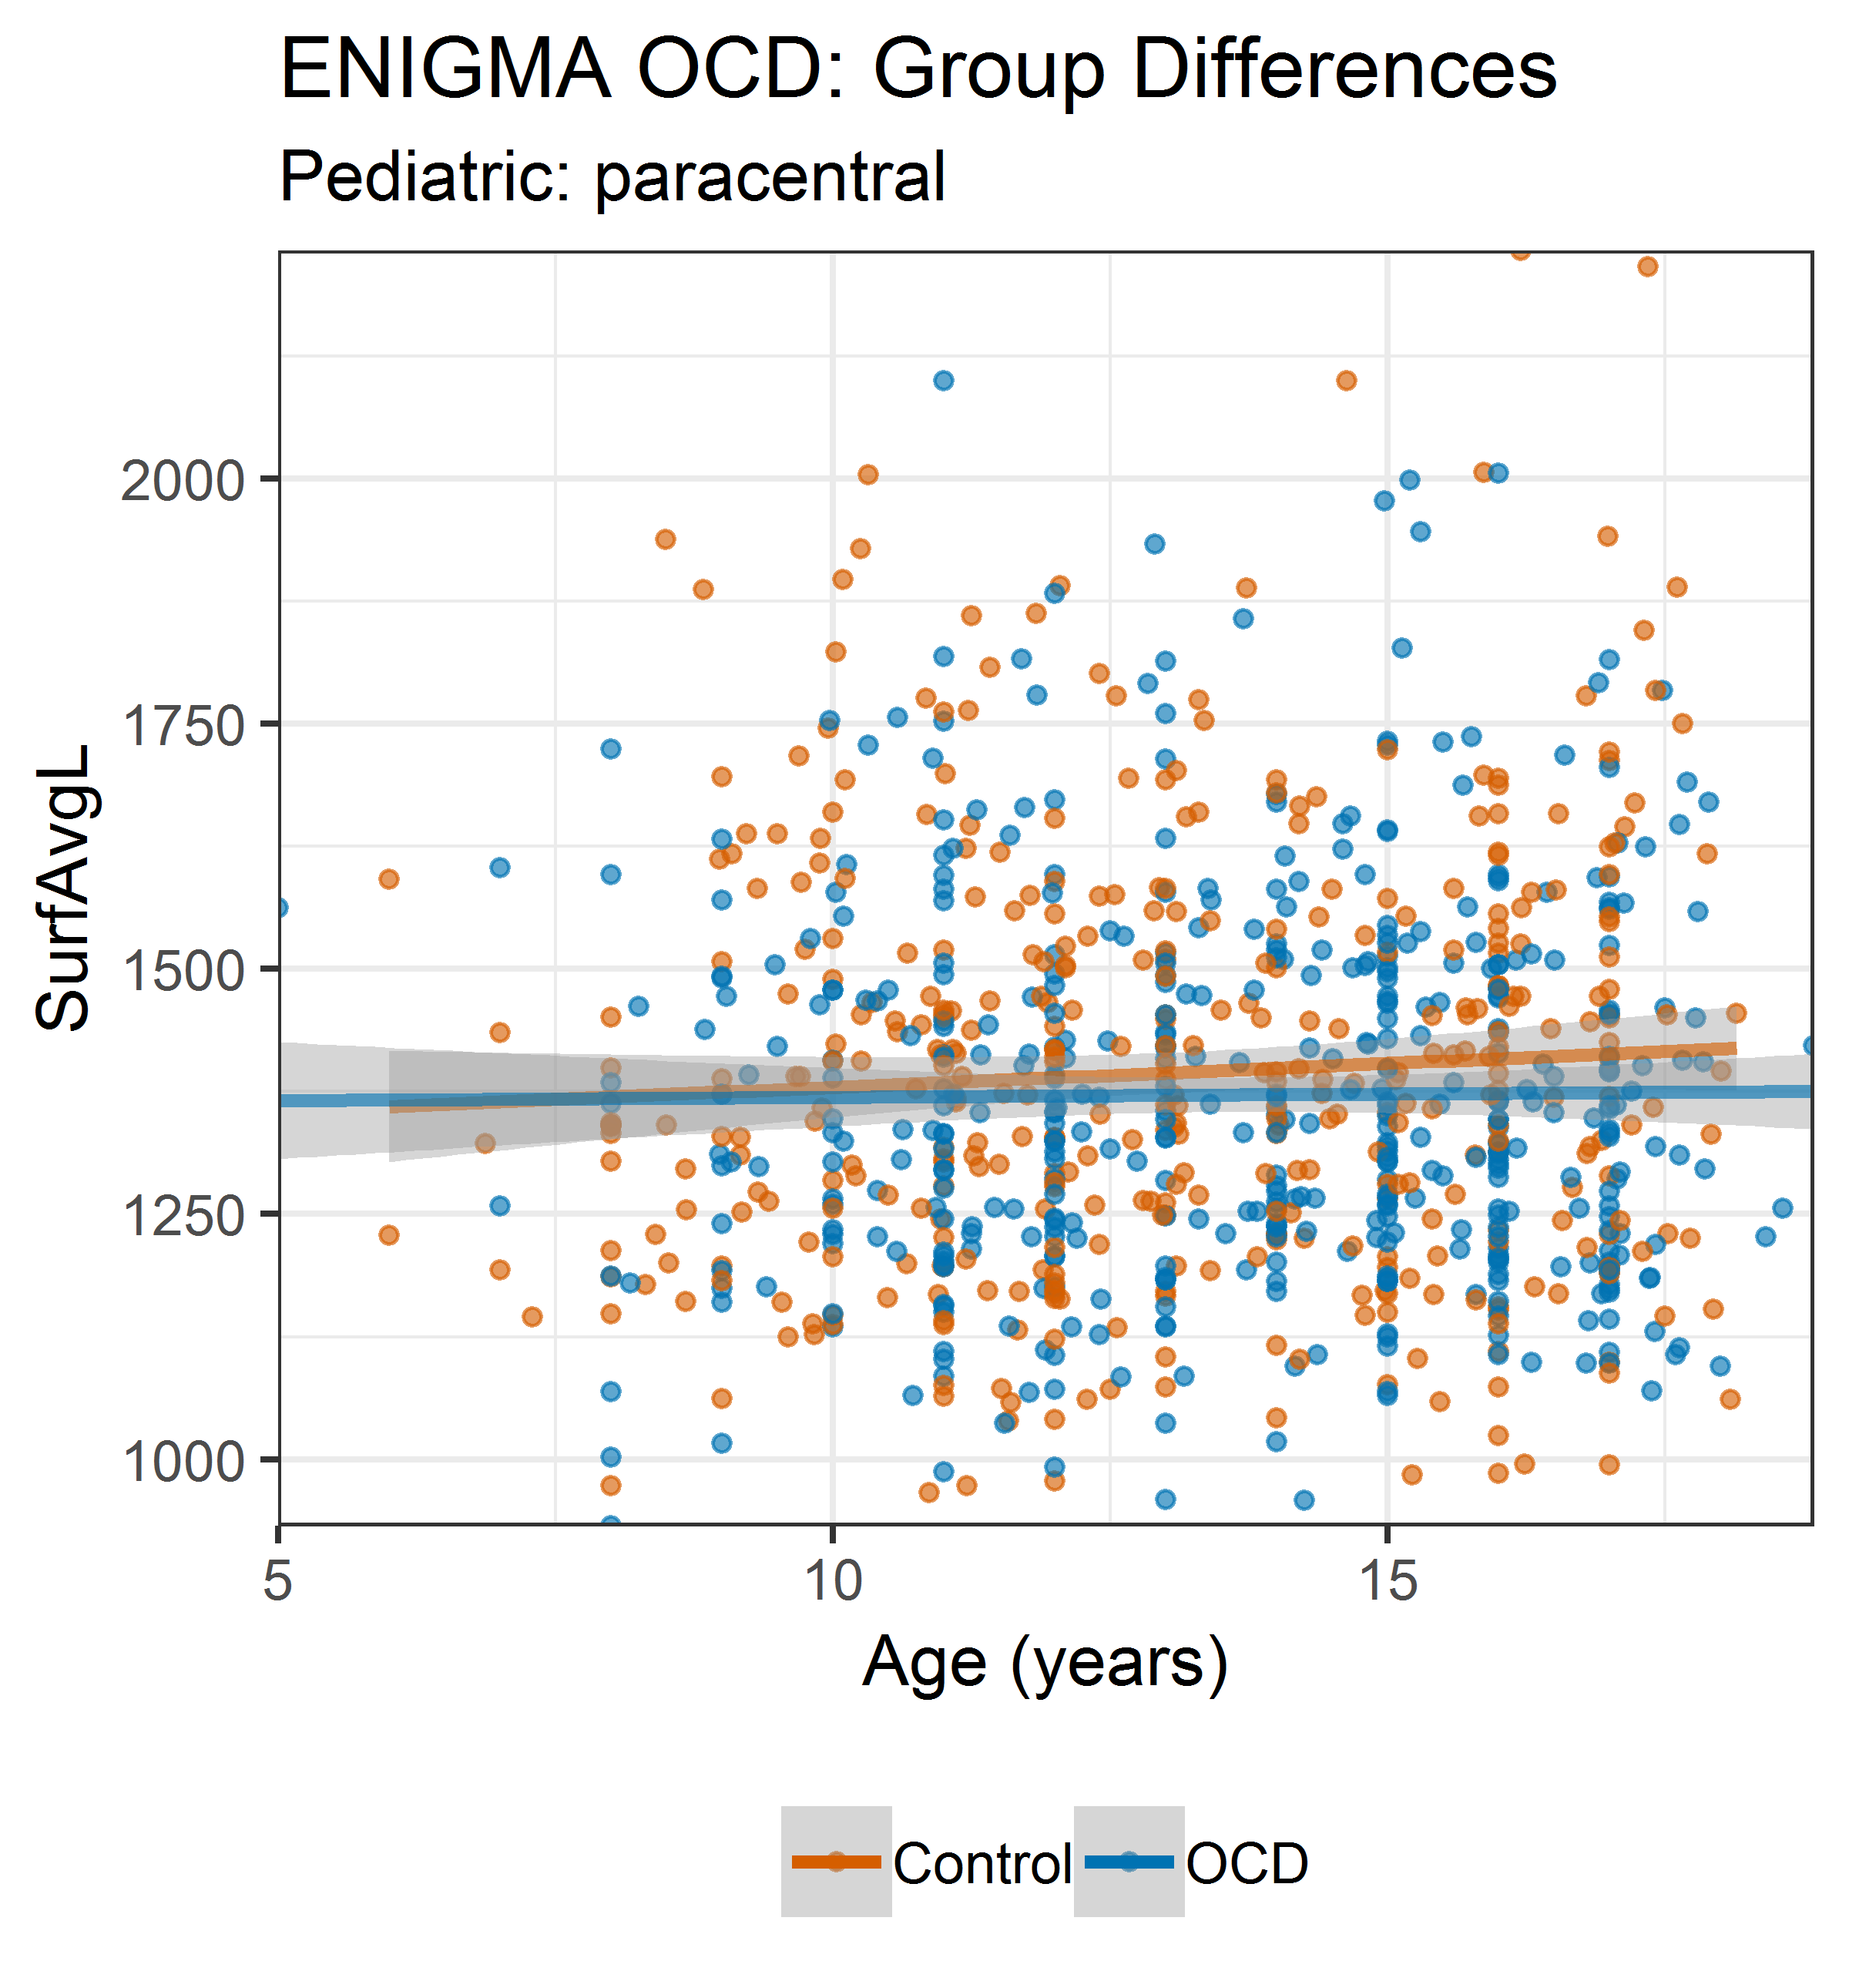 ENIGMA OCD: Group Differences
Pediatric: paracentral
SurfAvgL
2000
1750
1500
1250
1000
5 10 15
Age (years)
Control OCD